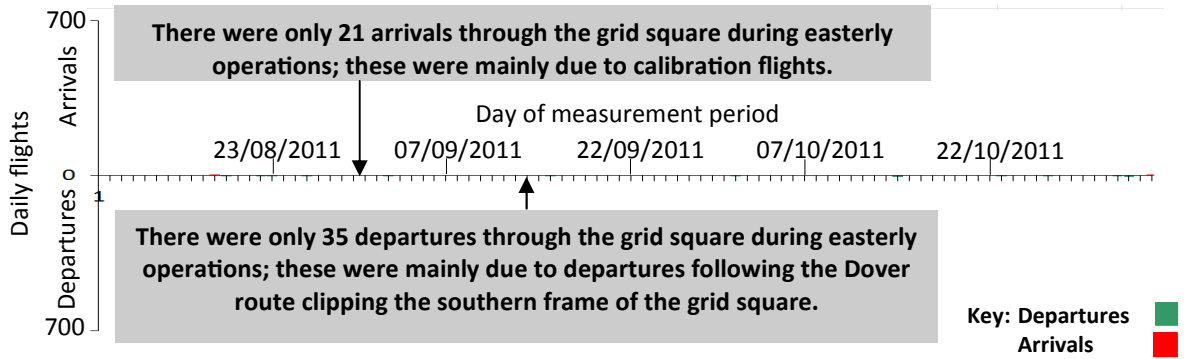 700
There were only 21 arrivals through the grid square during easterly
operations; these were mainly due to calibration flights.
Arrivals
Day of measurement period
23/08/2011 07/09/2011 22/09/2011 07/10/2011 22/10/2011
Daily flights
0
1
Departures
There were only 35 departures through the grid square during easterly
operations; these were mainly due to departures following the Dover
route clipping the southern frame of the grid square.
700
Key: Departures
Arrivals